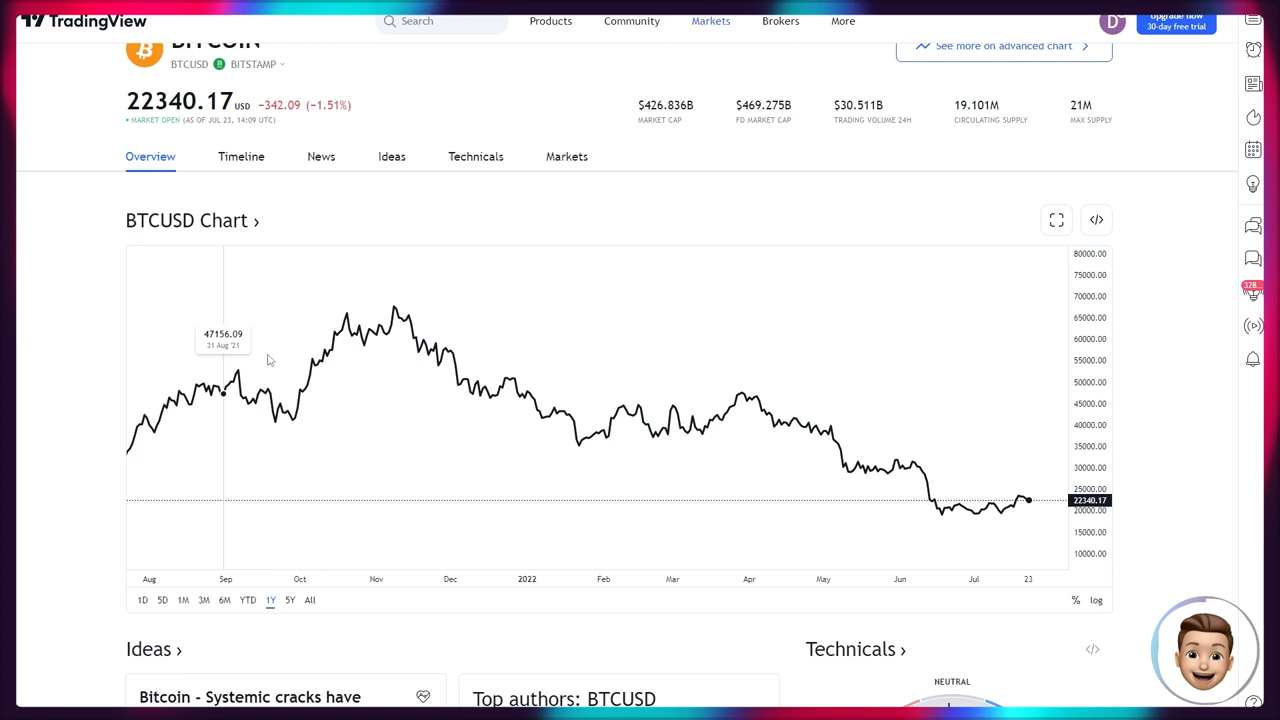 TradingView
Search
Products
Community
Markets
Brokers
More
D
Upgrade now
30-day free trial
BITCOIN
BTCUSD BITSTAMP
See more on advanced chart
22340.17 USD −342.09 (−1.51%)
MARKET OPEN (AS OF JUL 23, 14:09 UTC)
$426.836B
MARKET CAP
$469.275B
FD MARKET CAP
$30.511B
TRADING VOLUME 24H
19.101M
CIRCULATING SUPPLY
21M
MAX SUPPLY
Overview
Timeline
News
Ideas
Technicals
Markets
BTCUSD Chart ›
80000.00
75000.00
70000.00
65000.00
60000.00
55000.00
50000.00
45000.00
40000.00
35000.00
30000.00
25000.00
22340.17
20000.00
15000.00
10000.00
47156.09
31 Aug '21
Aug
Sep
Oct
Nov
Dec
2022
Feb
Mar
Apr
May
Jun
Jul
23
1D 5D 1M 3M 6M YTD 1Y 5Y All
% log
328...
Ideas ›
Technicals ›
NEUTRAL
Bitcoin - Systemic cracks have
Top authors: BTCUSD